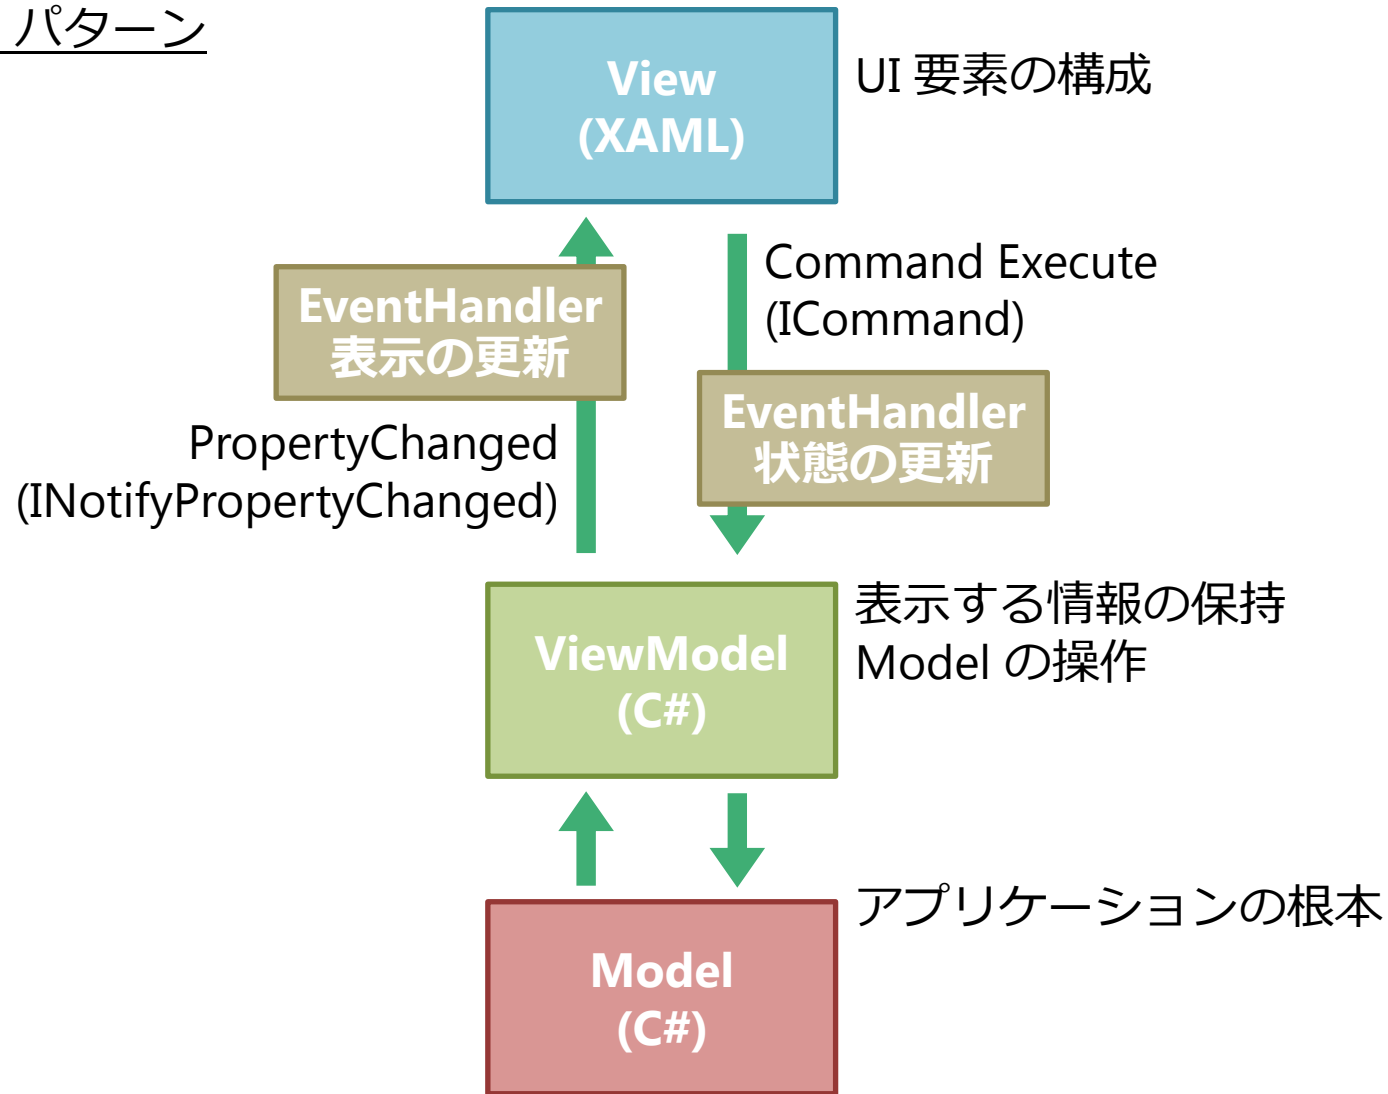 パターン
View
(XAML)
UI 要素の構成
Command Execute
(ICommand)
EventHandler
表示の更新
EventHandler
状態の更新
PropertyChanged
(INotifyPropertyChanged)
ViewModel
(C#)
表示する情報の保持
Model の操作
アプリケーションの根本
Model
(C#)